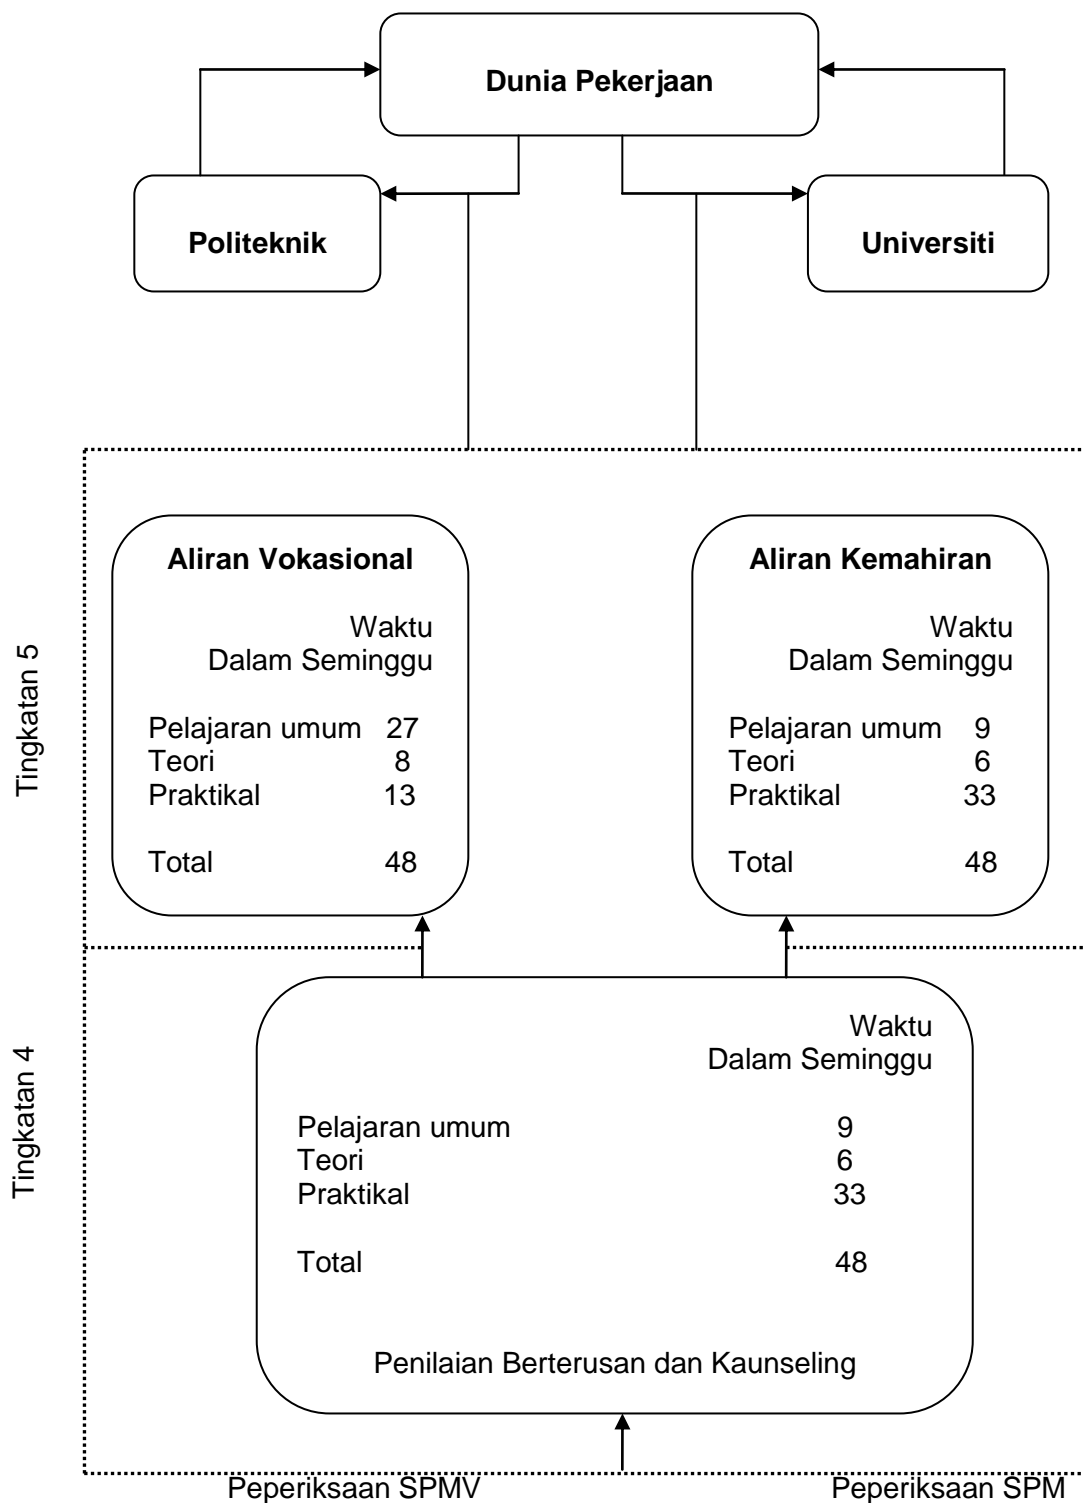 Dunia Pekerjaan
Politeknik
Universiti
Tingkatan 5
Aliran Vokasional
Waktu
Dalam Seminggu
Pelajaran umum 27
Teori 8
Praktikal 13
Total 48
Aliran Kemahiran
Waktu
Dalam Seminggu
Pelajaran umum 9
Teori 6
Praktikal 33
Total 48
Tingkatan 4
Waktu
Dalam Seminggu
Pelajaran umum 9
Teori 6
Praktikal 33
Total 48
Penilaian Berterusan dan Kaunseling
Peperiksaan SPMV
Peperiksaan SPM